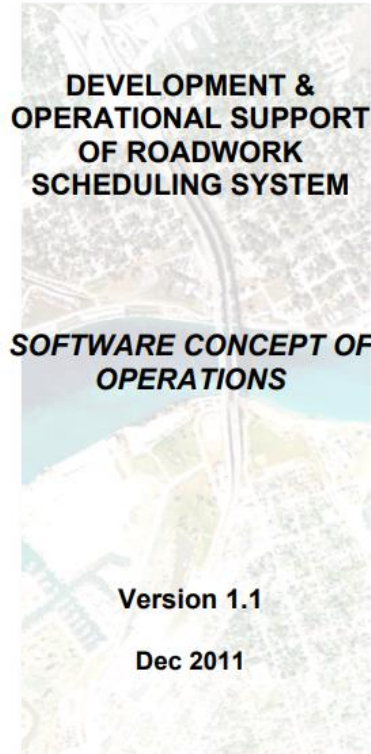 DEVELOPMENT &
OPERATIONAL SUPPORT
OF ROADWORK
SCHEDULING SYSTEM
SOFTWARE CONCEPT OF
OPERATIONS
Version 1.1
Dec 2011